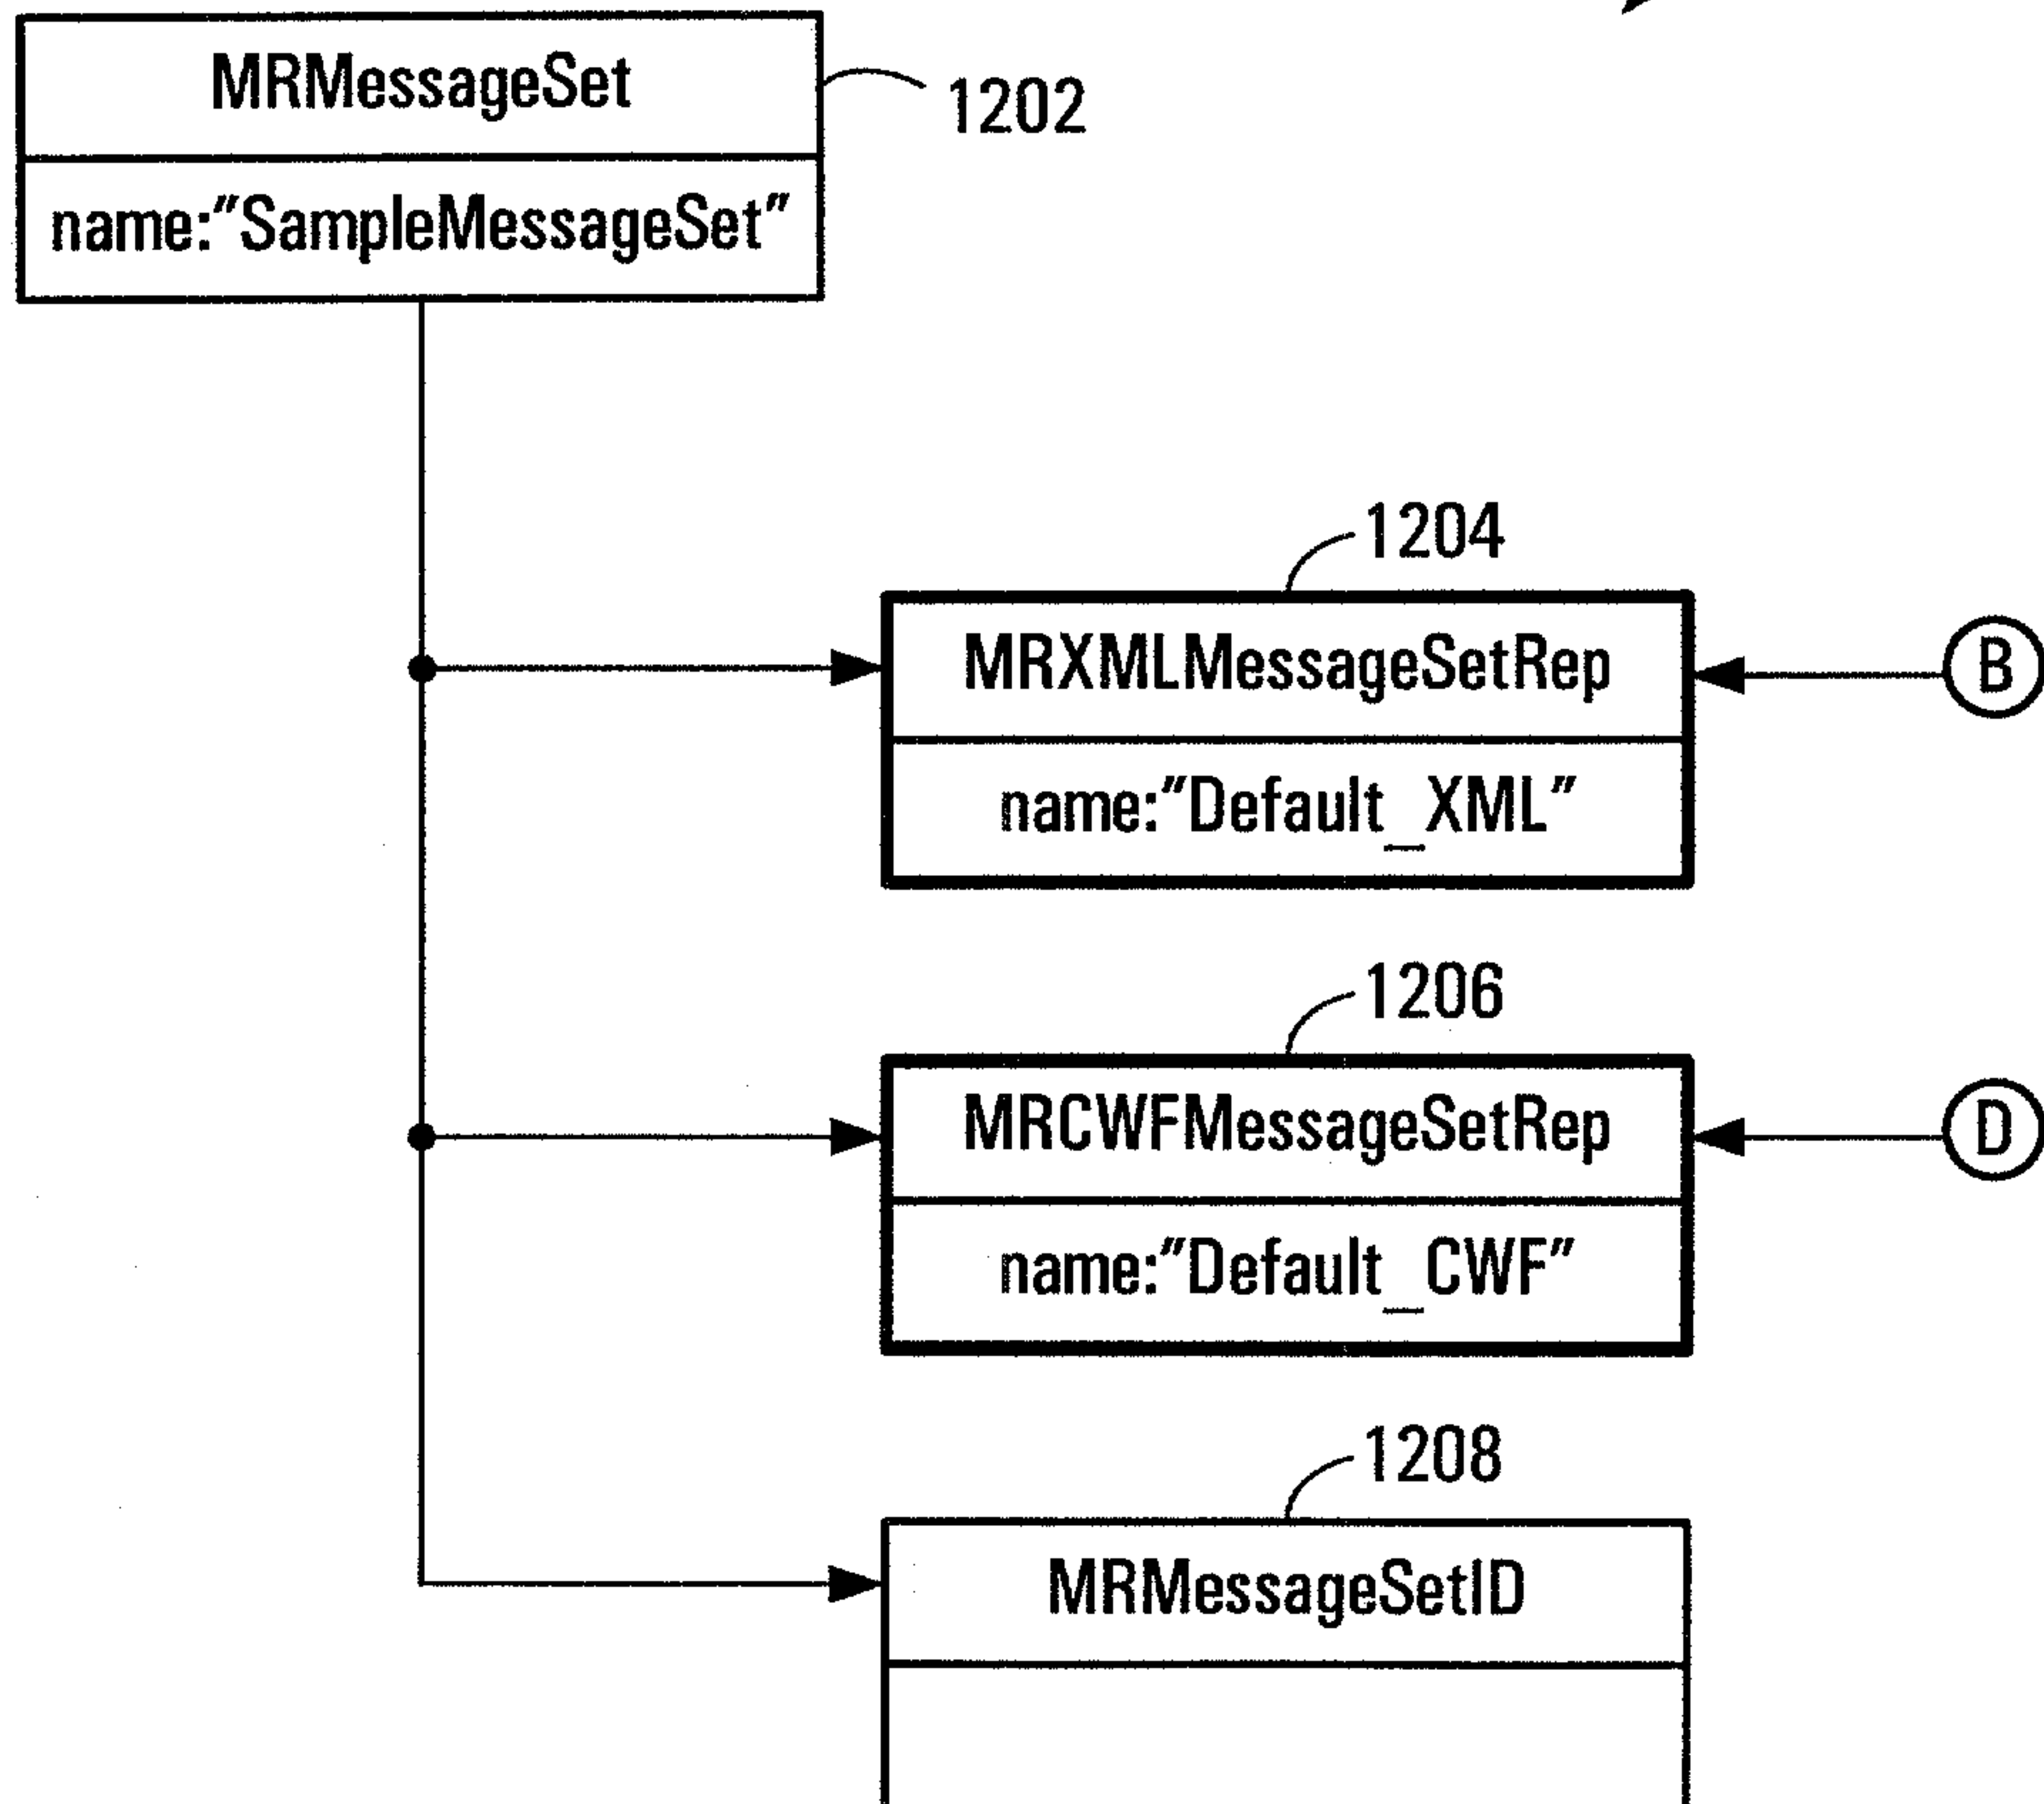 MRMessageSet
1202
name:"SampleMessageSet"
1204
MRXMLMessageSetRep
B
name:"Default_XML"
1206
MRCWFMessageSetRep
D
name:"Default_CWF"
1208
MRMessageSetID